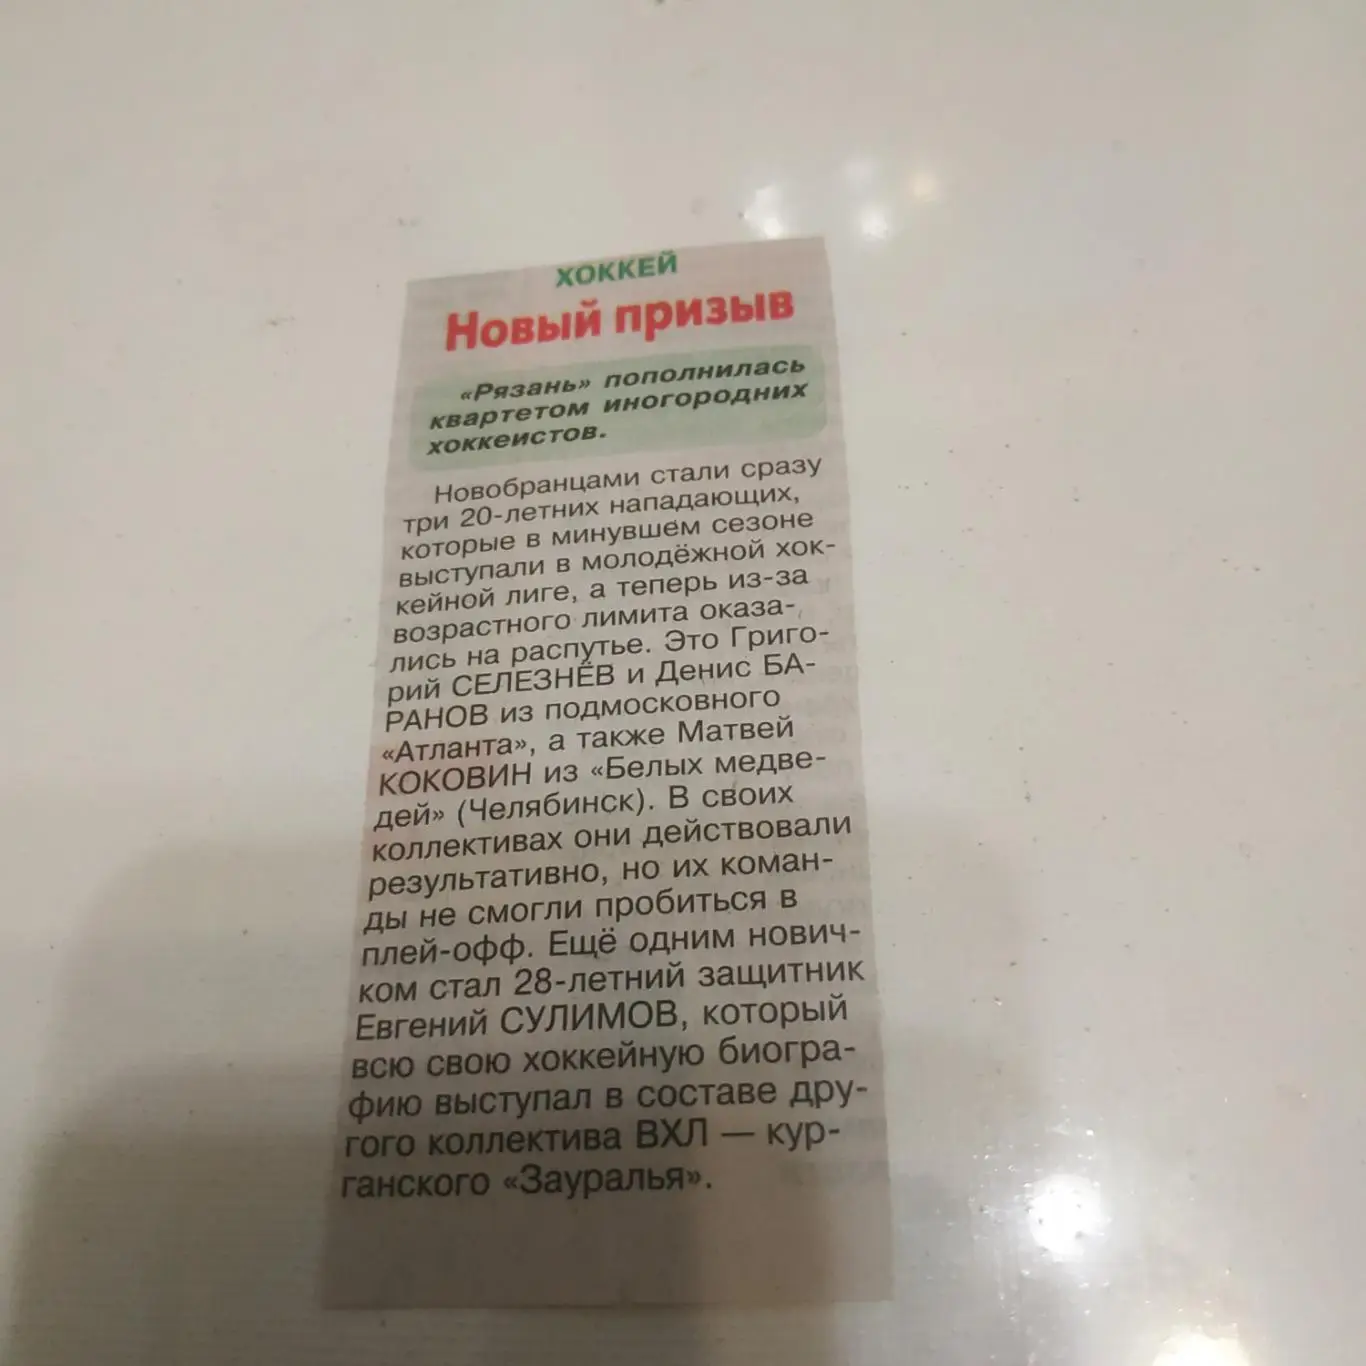 ХОККЕЙ
Новый призыв
«Рязань» пополнилась
квартетом иногородних
хоккеистов.
Новобранцами стали сразу
три 20-летних нападающих,
которые в минувшем сезоне
выступали в молодёжной хок-
кейной лиге, а теперь из-за
возрастного лимита оказа-
лись на распутье. Это Григо-
рий СЕЛЕЗНЁВ и Денис БА-
РАНОВ из подмосковного
«Атланта», а также Матвей
КОКОВИН из «Белых медве-
дей» (Челябинск). В своих
коллективах они действовали
результативно, но их коман-
ды не смогли пробиться в
плей-офф. Ещё одним нович-
ком стал 28-летний защитник
Евгений СУЛИМОВ, который
всю свою хоккейную биогра-
фию выступал в составе дру-
гого коллектива ВХЛ — кур-
ганского «Зауралья».